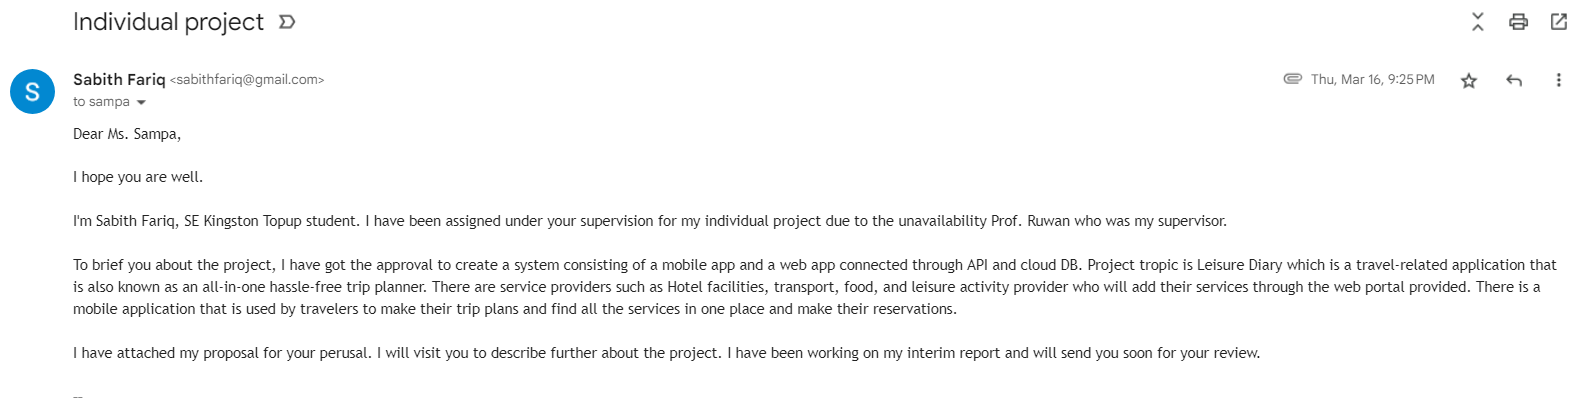 Individual project
Sabith Fariq <sabithfariq@gmail.com>
Thu, Mar 16, 9:25 PM
to sampa
Dear Ms. Sampa,
I hope you are well.
I'm Sabith Fariq, SE Kingston Topup student. I have been assigned under your supervision for my individual project due to the unavailability Prof. Ruwan who was my supervisor.
To brief you about the project, I have got the approval to create a system consisting of a mobile app and a web app connected through API and cloud DB. Project tropic is Leisure Diary which is a travel-related application that
is also known as an all-in-one hassle-free trip planner. There are service providers such as Hotel facilities, transport, food, and leisure activity provider who will add their services through the web portal provided. There is a
mobile application that is used by travelers to make their trip plans and find all the services in one place and make their reservations.
I have attached my proposal for your perusal. I will visit you to describe further about the project. I have been working on my interim report and will send you soon for your review.